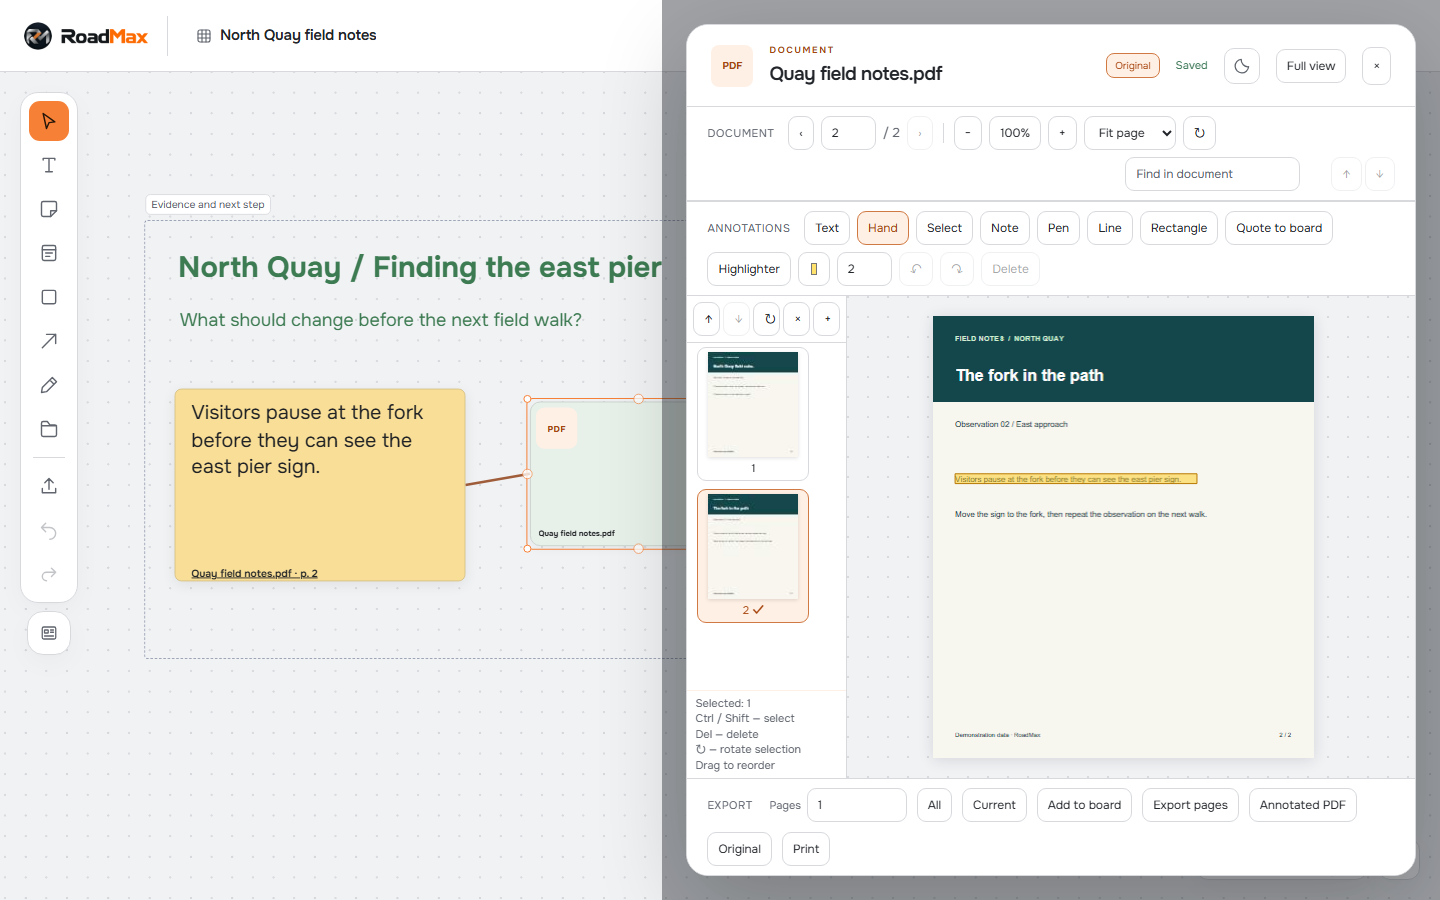 RoadMax
North Quay field notes
Evidence and next step
North Quay / Finding the east pier
What should change before the next field walk?
Visitors pause at the fork
before they can see the
east pier sign.
Quay field notes.pdf · p. 2
PDF
Quay field notes.pdf
PDF
DOCUMENT
Quay field notes.pdf
Original
Saved
Full view
×
DOCUMENT
‹
2
/ 2
›
−
100%
+
Fit page
↻
Find in document
↑
↓
ANNOTATIONS
Text
Hand
Select
Note
Pen
Line
Rectangle
Quote to board
Highlighter
2
Delete
↑
↓
↻
×
+
1
2 ✓
Selected: 1
Ctrl / Shift — select
Del — delete
↻ — rotate selection
Drag to reorder
FIELD NOTES / NORTH QUAY
The fork in the path
Observation 02 / East approach
Visitors pause at the fork before they can see the east pier sign.
Move the sign to the fork, then repeat the observation on the next walk.
Demonstration data · RoadMax
2 / 2
EXPORT
Pages
1
All
Current
Add to board
Export pages
Annotated PDF
Original
Print